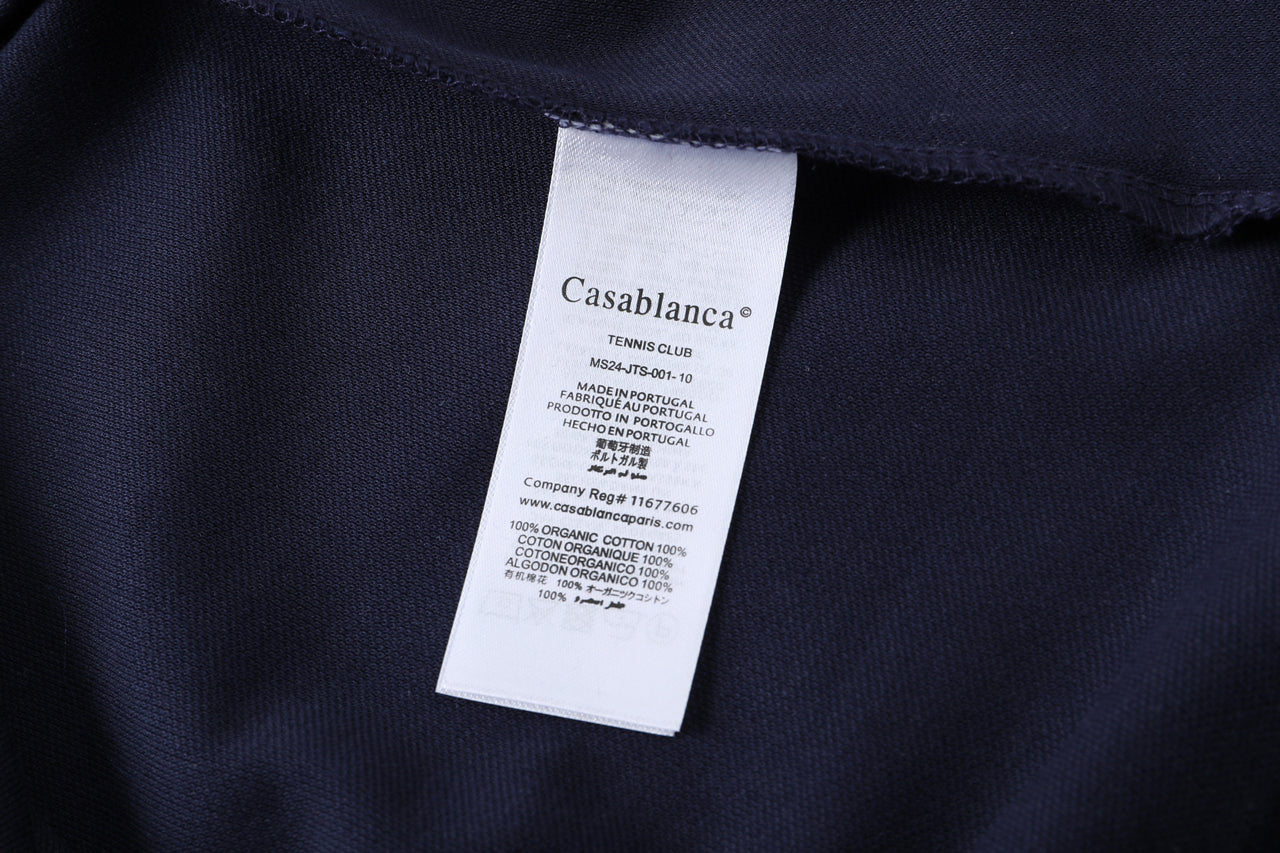 Casablanca©
TENNIS CLUB
MS24-JTS-001- 10
MADE IN PORTUGAL
FABRIQUÉ AU PORTUGAL
PRODOTTO IN PORTOGALLO
HECHO EN PORTUGAL
葡萄牙制造
ポルトガル製
Company Reg# 11677606
www.casablancaparis.com
100% ORGANIC COTTON 100%
COTON ORGANIQUE 100%
COTONEORGANICO 100%
ALGODON ORGANICO 100%
有机棉花 100% オーガニックコットン
100%